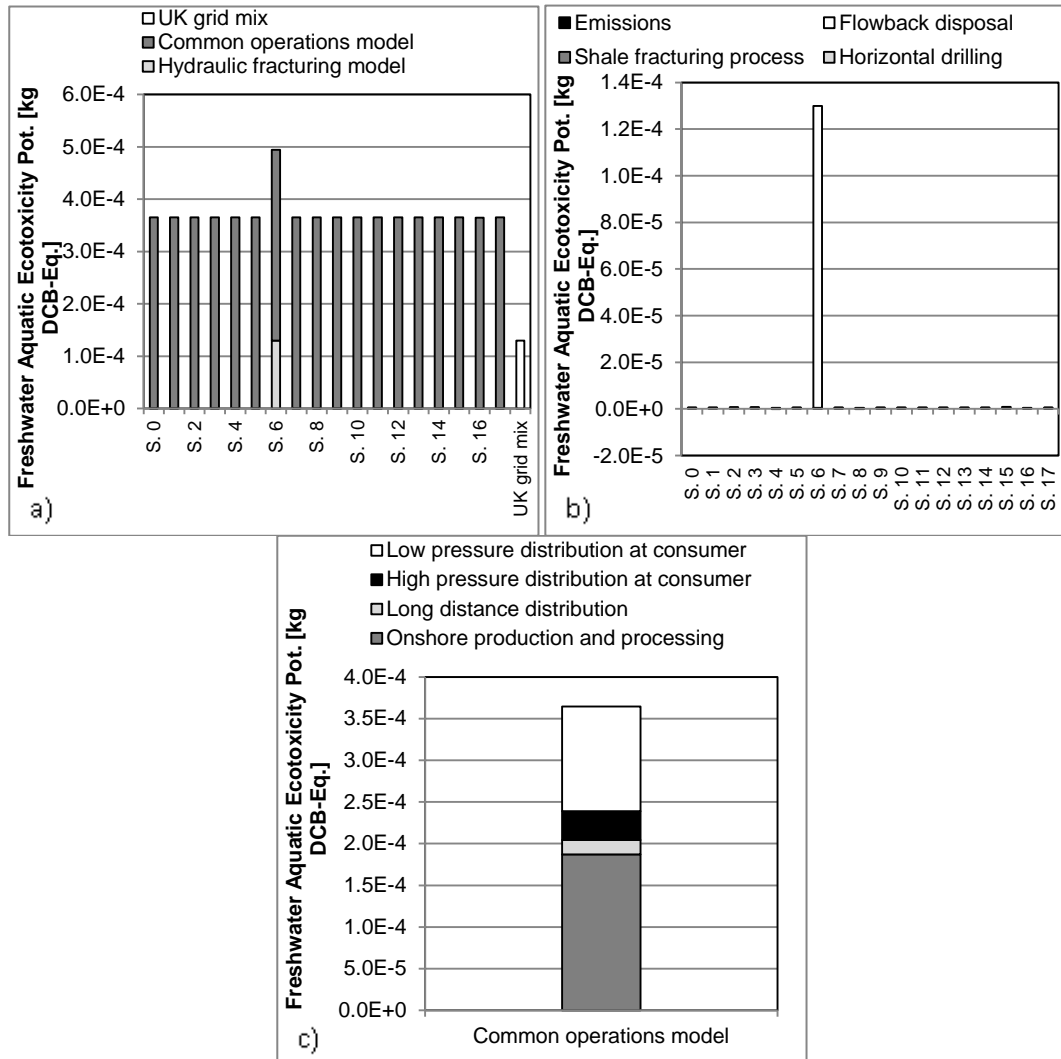 UK grid mix
Common operations model
Hydraulic fracturing model
Freshwater Aquatic Ecotoxicity Pot. [kg
DCB-Eq.]
6.0E-4
5.0E-4
4.0E-4
3.0E-4
2.0E-4
1.0E-4
0.0E+0
S. 0
S. 2
S. 4
S. 6
S. 8
S. 10
S. 12
S. 14
S. 16
UK grid mix
a)
Emissions
Flowback disposal
Shale fracturing process
Horizontal drilling
Freshwater Aquatic Ecotoxicity Pot. [kg
DCB-Eq.]
1.4E-4
1.2E-4
1.0E-4
8.0E-5
6.0E-5
4.0E-5
2.0E-5
0.0E+0
-2.0E-5
S. 0
S. 1
S. 2
S. 3
S. 4
S. 5
S. 6
S. 7
S. 8
S. 9
S. 10
S. 11
S. 12
S. 13
S. 14
S. 15
S. 16
S. 17
b)
Low pressure distribution at consumer
High pressure distribution at consumer
Long distance distribution
Onshore production and processing
Freshwater Aquatic Ecotoxicity Pot. [kg
DCB-Eq.]
4.0E-4
3.5E-4
3.0E-4
2.5E-4
2.0E-4
1.5E-4
1.0E-4
5.0E-5
0.0E+0
Common operations model
c)